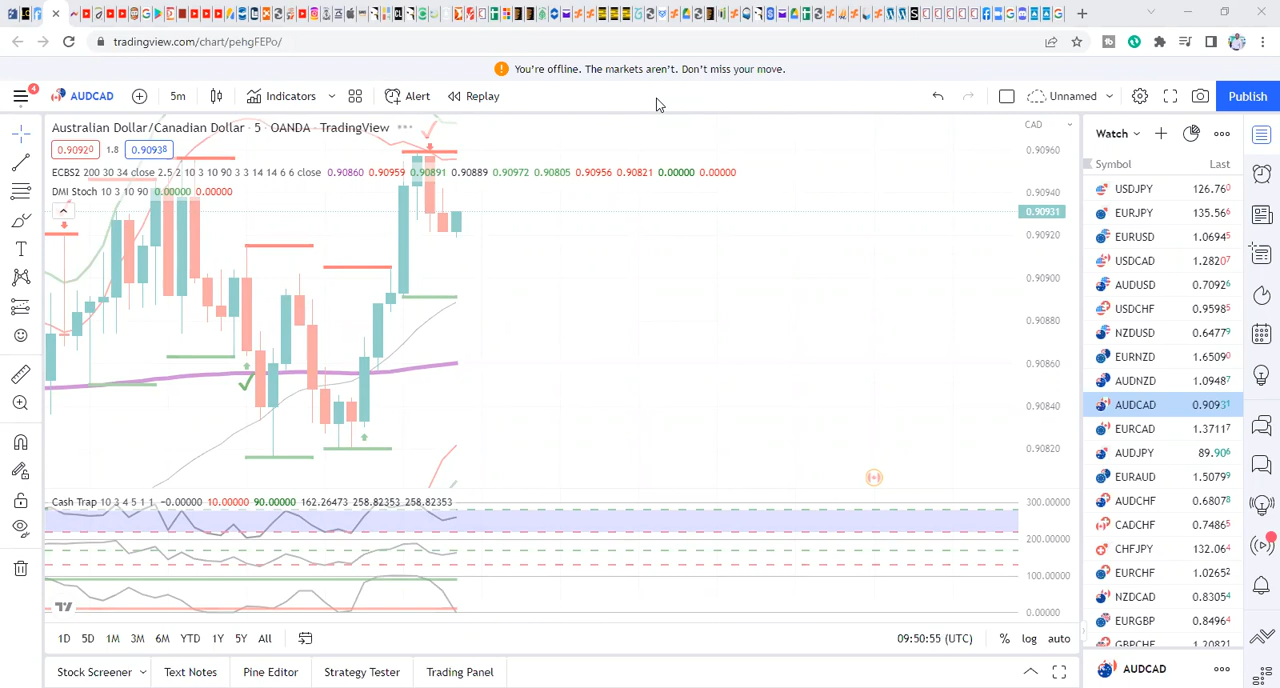 tradingview.com/chart/pehgFEPo/
You're offline. The markets aren't. Don't miss your move.
4
AUDCAD
5m
Indicators
Alert
Replay
Unnamed
Publish
Australian Dollar/Canadian Dollar · 5 · OANDA · TradingView
0.90920 1.8 0.90938
ECBS2 200 30 34 close 2.5 2 10 3 10 90 3 3 14 14 6 6 close 0.90860 0.90959 0.90891 0.90889 0.90972 0.90805 0.90956 0.90821 0.00000 0.00000
DMI Stoch 10 3 10 90 0.00000 0.00000
CAD
0.90960
0.90940
0.90931
0.90920
0.90900
0.90880
0.90860
0.90840
0.90820
Cash Trap 10 3 4 5 1 1 −0.00000 10.00000 90.00000 162.26473 258.82353 258.82353
300.00000
200.00000
100.00000
0.00000
1D 5D 1M 3M 6M YTD 1Y 5Y All
09:50:55 (UTC)
% log auto
Stock Screener
Text Notes
Pine Editor
Strategy Tester
Trading Panel
Watch
Symbol Last
USDJPY 126.760
EURJPY 135.566
EURUSD 1.06945
USDCAD 1.28207
AUDUSD 0.70926
USDCHF 0.95985
NZDUSD 0.64779
EURNZD 1.65090
AUDNZD 1.09487
AUDCAD 0.90931
EURCAD 1.37117
AUDJPY 89.906
EURAUD 1.50799
AUDCHF 0.68078
CADCHF 0.74865
CHFJPY 132.064
EURCHF 1.02652
NZDCAD 0.83054
EURGBP 0.84964
GBPCHF 1.20821
AUDCAD